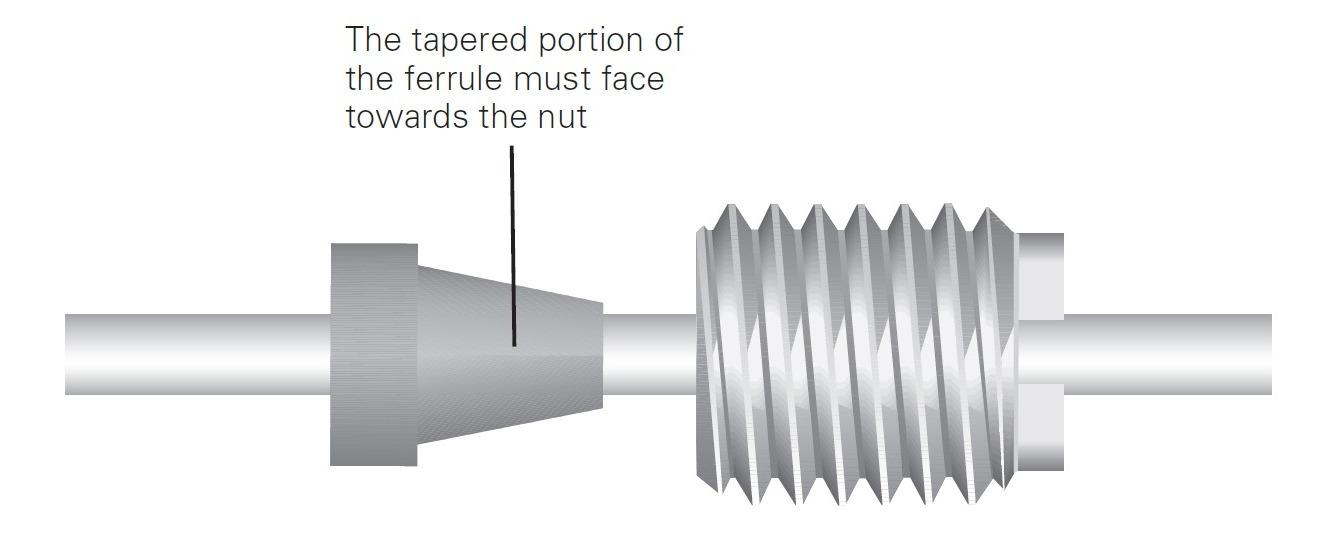 The tapered portion of
the ferrule must face
towards the nut